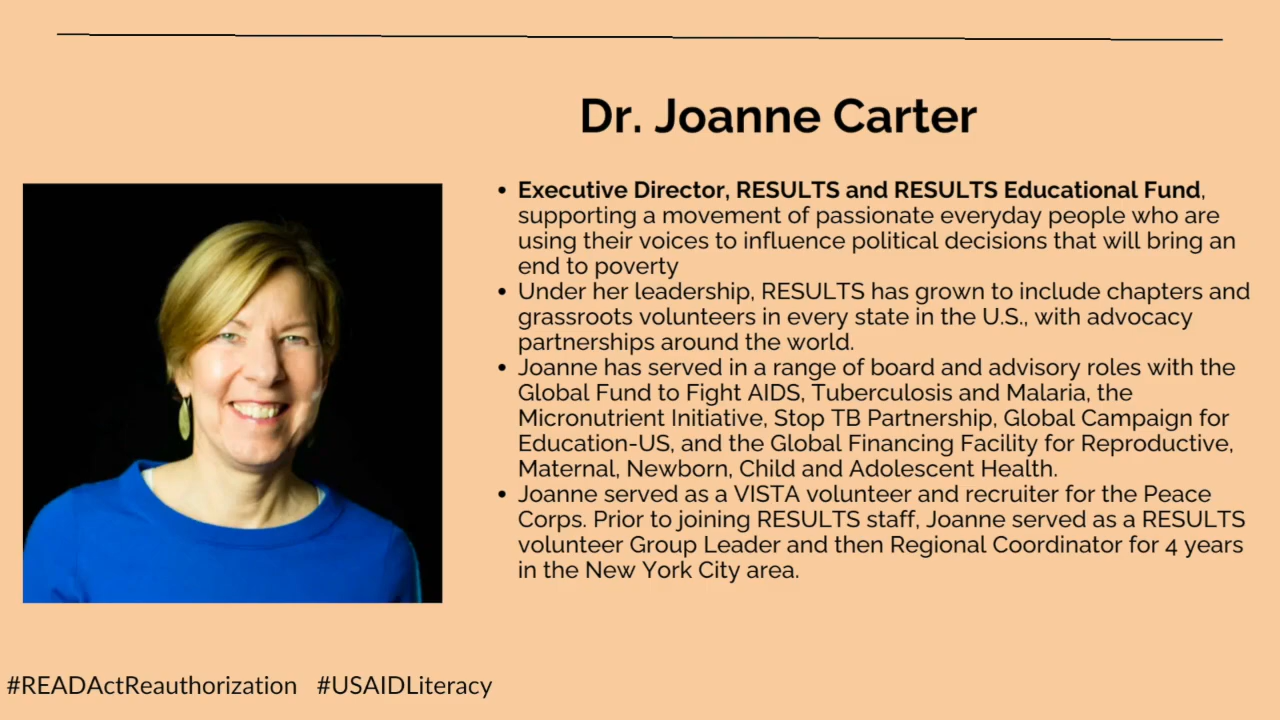 Dr. Joanne Carter
• Executive Director, RESULTS and RESULTS Educational Fund,
supporting a movement of passionate everyday people who are
using their voices to influence political decisions that will bring an
end to poverty
• Under her leadership, RESULTS has grown to include chapters and
grassroots volunteers in every state in the U.S., with advocacy
partnerships around the world.
• Joanne has served in a range of board and advisory roles with the
Global Fund to Fight AIDS, Tuberculosis and Malaria, the
Micronutrient Initiative, Stop TB Partnership, Global Campaign for
Education-US, and the Global Financing Facility for Reproductive,
Maternal, Newborn, Child and Adolescent Health.
• Joanne served as a VISTA volunteer and recruiter for the Peace
Corps. Prior to joining RESULTS staff, Joanne served as a RESULTS
volunteer Group Leader and then Regional Coordinator for 4 years
in the New York City area.
#READActReauthorization #USAIDLiteracy